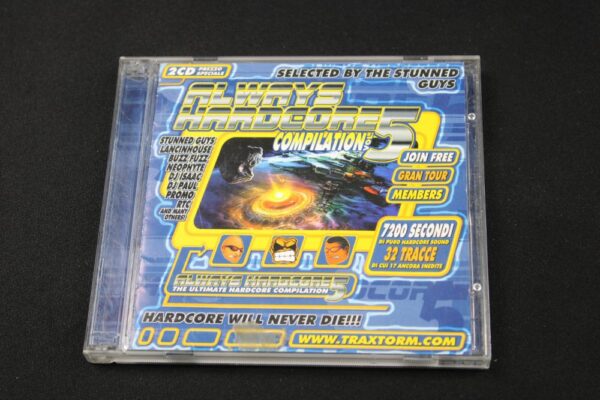 2CD PREZZO SPECIALE
SELECTED BY THE STUNNED GUYS
ALWAYS
HARDCORE 5
COMPILATION
STUNNED GUYS
LANCINHOUSE
BUZZ FUZZ
NEOPHYTE
DJ ISAAC
DJ PAUL
PROMO
RTC
AND MANY
OTHERS!
JOIN FREE
GRAN TOUR
MEMBERS
7200 SECONDI
DI PURO HARDCORE SOUND
32 TRACCE
DI CUI 17 ANCORA INEDITE
ALWAYS HARDCORE 5
THE ULTIMATE HARDCORE COMPILATION
HARDCORE WILL NEVER DIE!!!
WWW.TRAXTORM.COM